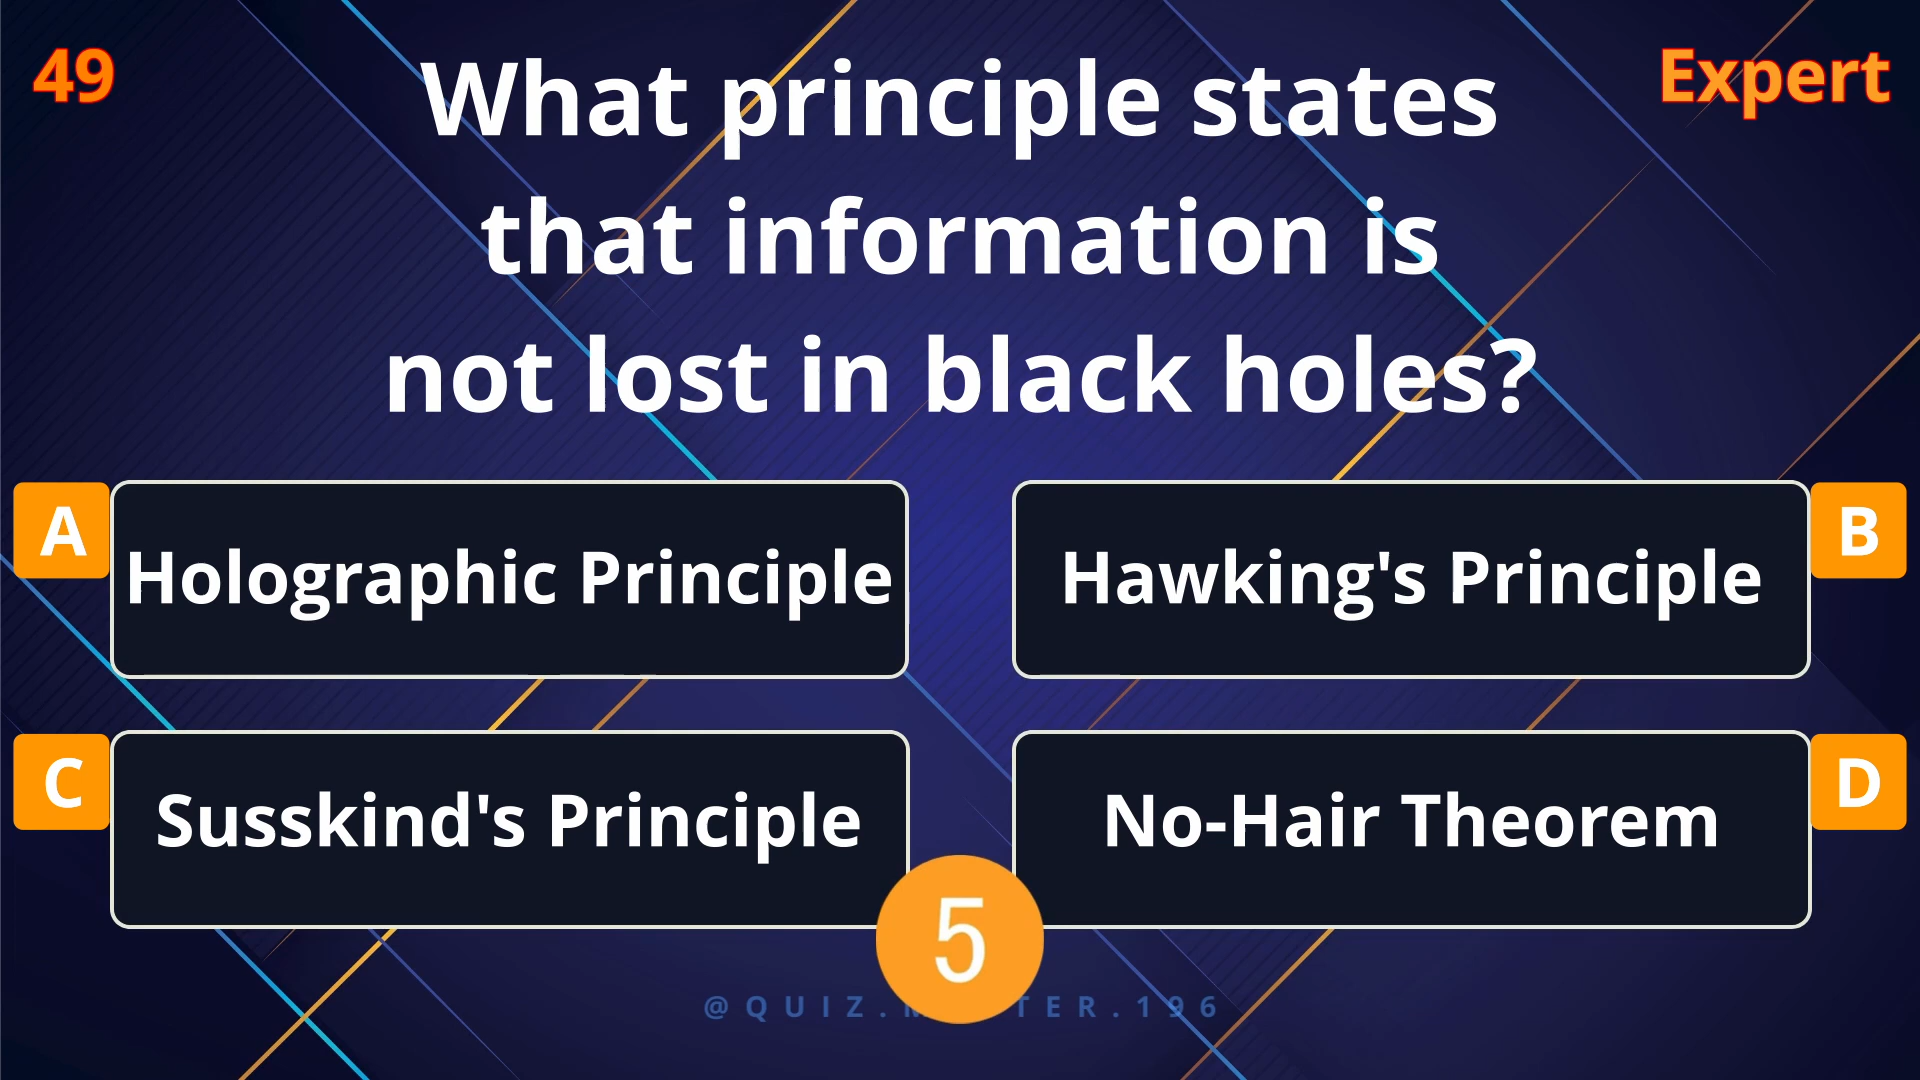 49
Expert
What principle states
that information is
not lost in black holes?
A
Holographic Principle
B
Hawking's Principle
C
Susskind's Principle
D
No-Hair Theorem
5